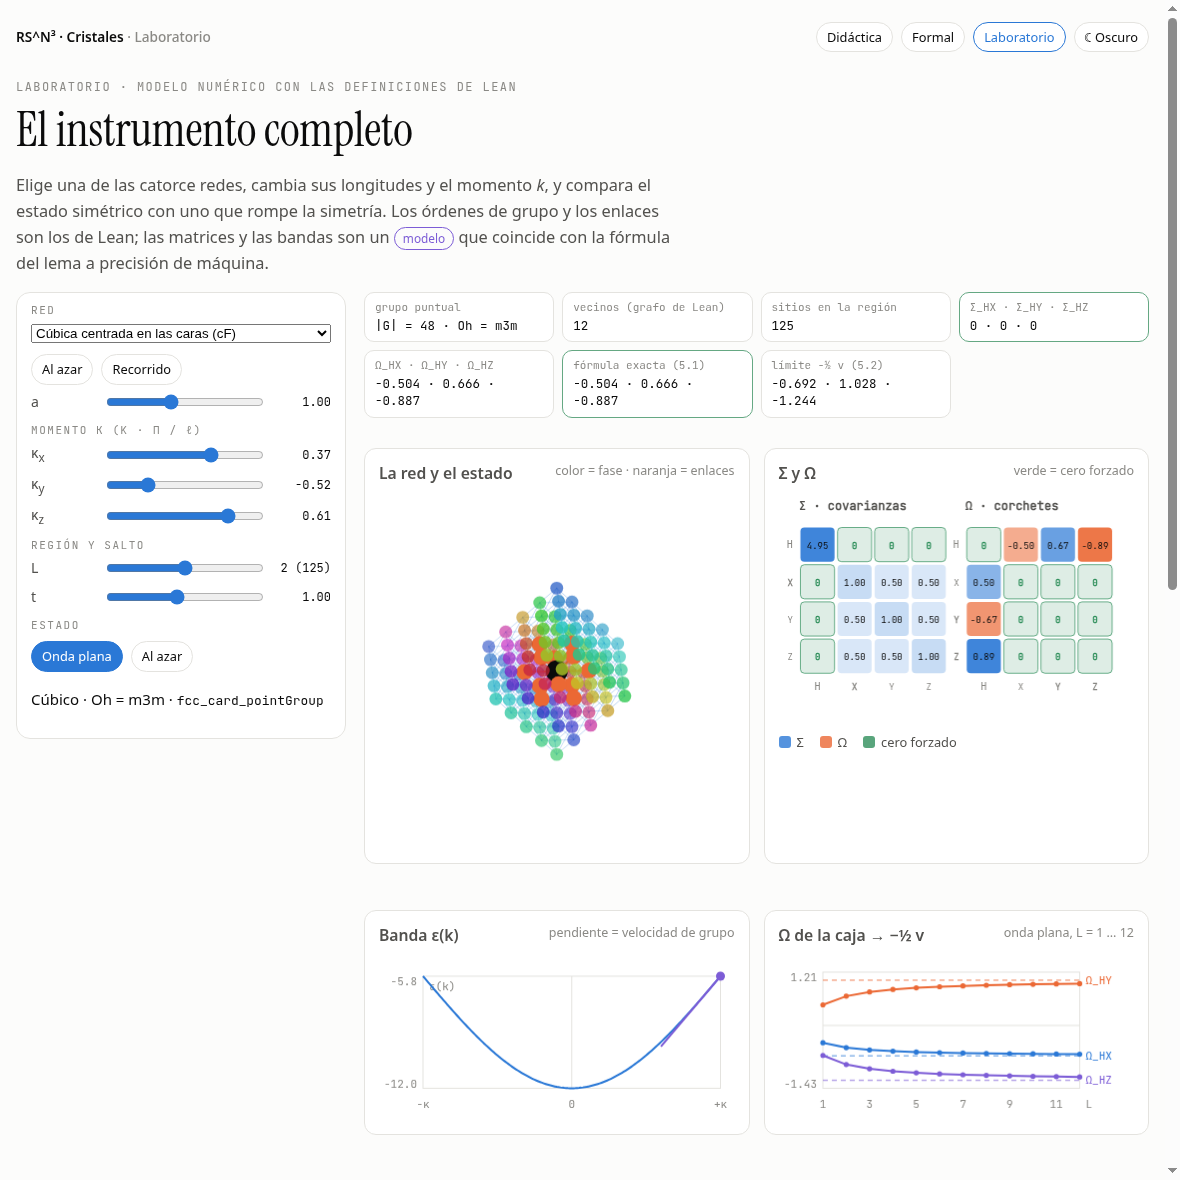 RS^N³ · Cristales · Laboratorio
Didáctica
Formal
Laboratorio
☾ Oscuro
LABORATORIO · MODELO NUMÉRICO CON LAS DEFINICIONES DE LEAN
El instrumento completo
Elige una de las catorce redes, cambia sus longitudes y el momento k, y compara el
estado simétrico con uno que rompe la simetría. Los órdenes de grupo y los enlaces
son los de Lean; las matrices y las bandas son un modelo que coincide con la fórmula
del lema a precisión de máquina.
RED
Cúbica centrada en las caras (cF)
Al azar
Recorrido
a 1.00
MOMENTO K (K · Π / ℓ)
κx 0.37
κy -0.52
κz 0.61
REGIÓN Y SALTO
L 2 (125)
t 1.00
ESTADO
Onda plana
Al azar
Cúbico · Oh = m3m · fcc_card_pointGroup
grupo puntual
|G| = 48 · Oh = m3m
vecinos (grafo de Lean)
12
sitios en la región
125
Σ_HX · Σ_HY · Σ_HZ
0 · 0 · 0
Ω_HX · Ω_HY · Ω_HZ
-0.504 · 0.666 ·
-0.887
fórmula exacta (5.1)
-0.504 · 0.666 ·
-0.887
límite -½ v (5.2)
-0.692 · 1.028 ·
-1.244
La red y el estado
color = fase · naranja = enlaces
Σ y Ω
verde = cero forzado
Σ · covarianzas
Ω · corchetes
H 4.95 0 0 0
X 0 1.00 0.50 0.50
Y 0 0.50 1.00 0.50
Z 0 0.50 0.50 1.00
H X Y Z
H 0 -0.50 0.67 -0.89
X 0.50 0 0 0
Y -0.67 0 0 0
Z 0.89 0 0 0
H X Y Z
Σ
Ω
cero forzado
Banda ε(k)
pendiente = velocidad de grupo
-5.8
ε(k)
-12.0
-κ 0 +κ
Ω de la caja → −½ v
onda plana, L = 1 … 12
1.21
Ω_HY
Ω_HX
Ω_HZ
-1.43
1 3 5 7 9 11 L